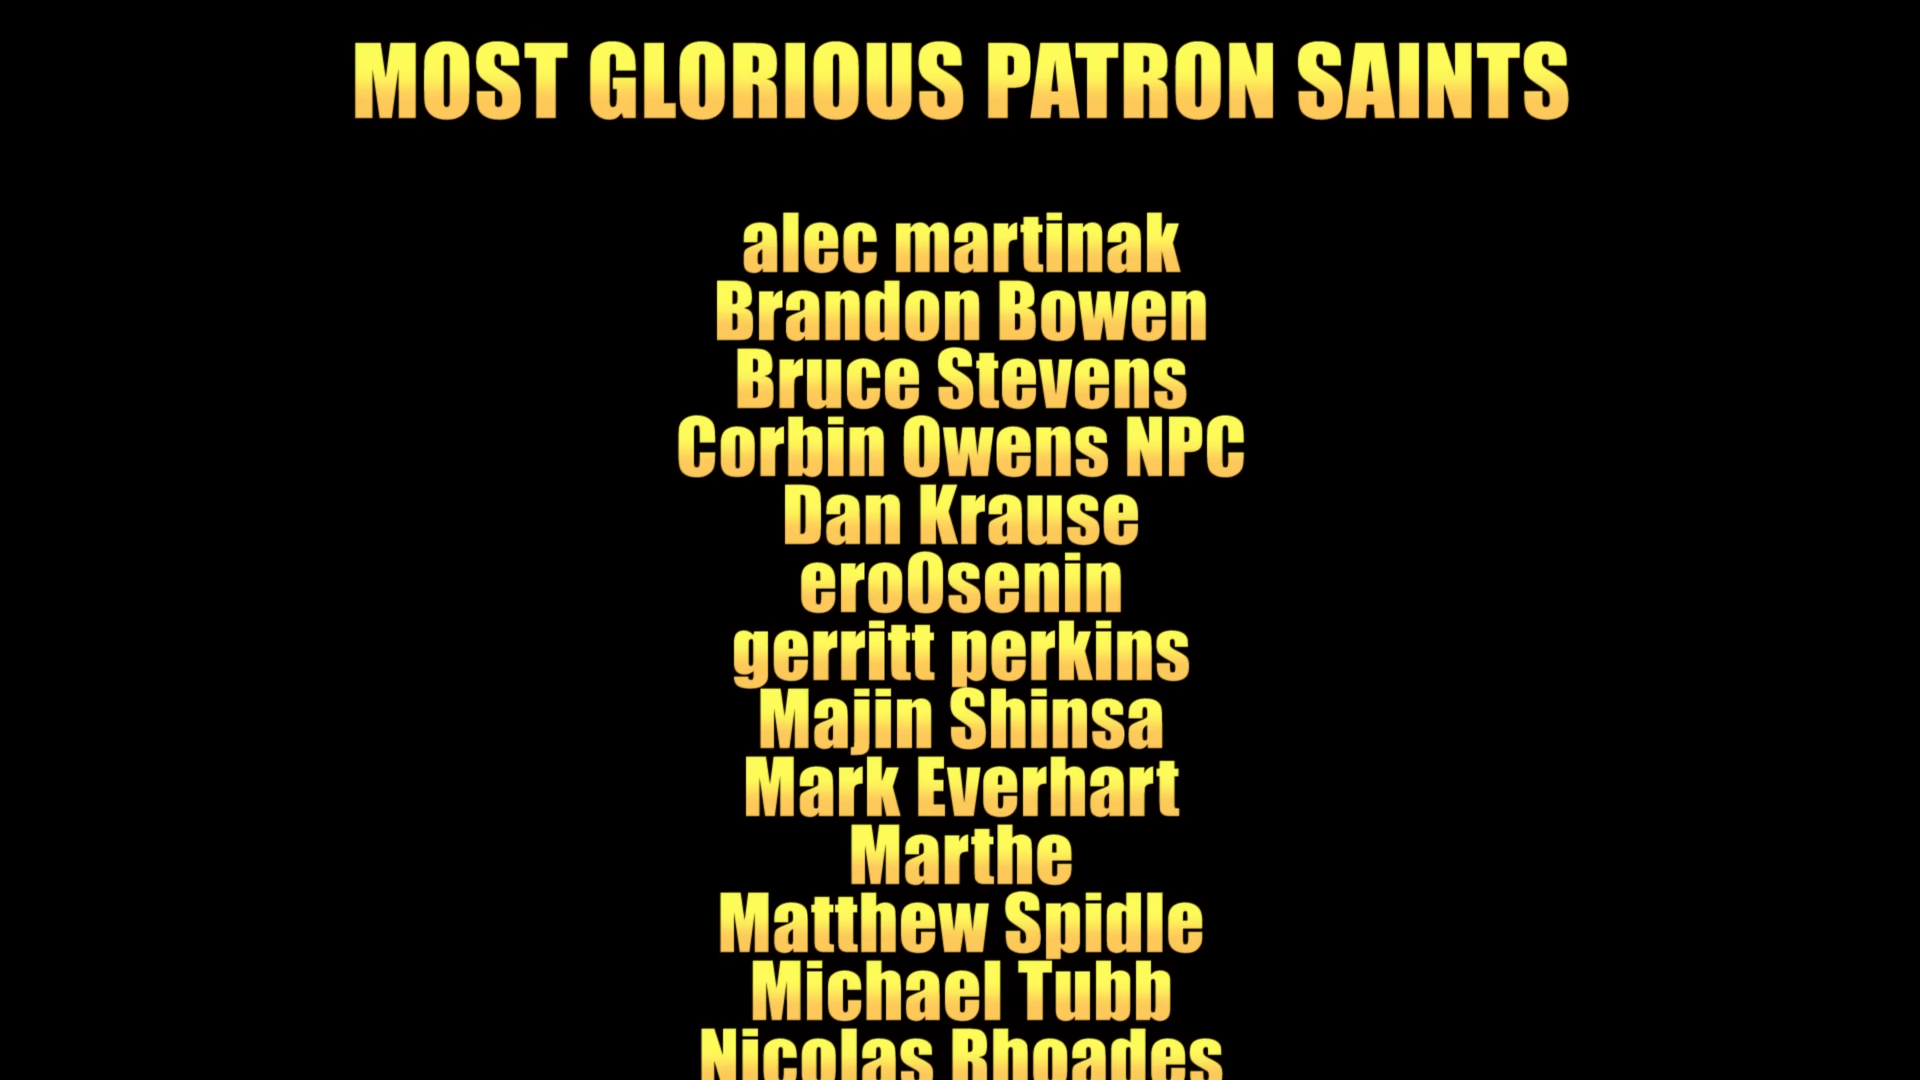 MOST GLORIOUS PATRON SAINTS
alec martinak
Brandon Bowen
Bruce Stevens
Corbin Owens NPC
Dan Krause
eroOsenin
gerritt perkins
Majin Shinsa
Mark Everhart
Marthe
Matthew Spidle
Michael Tubb
Nicolas Rhoades